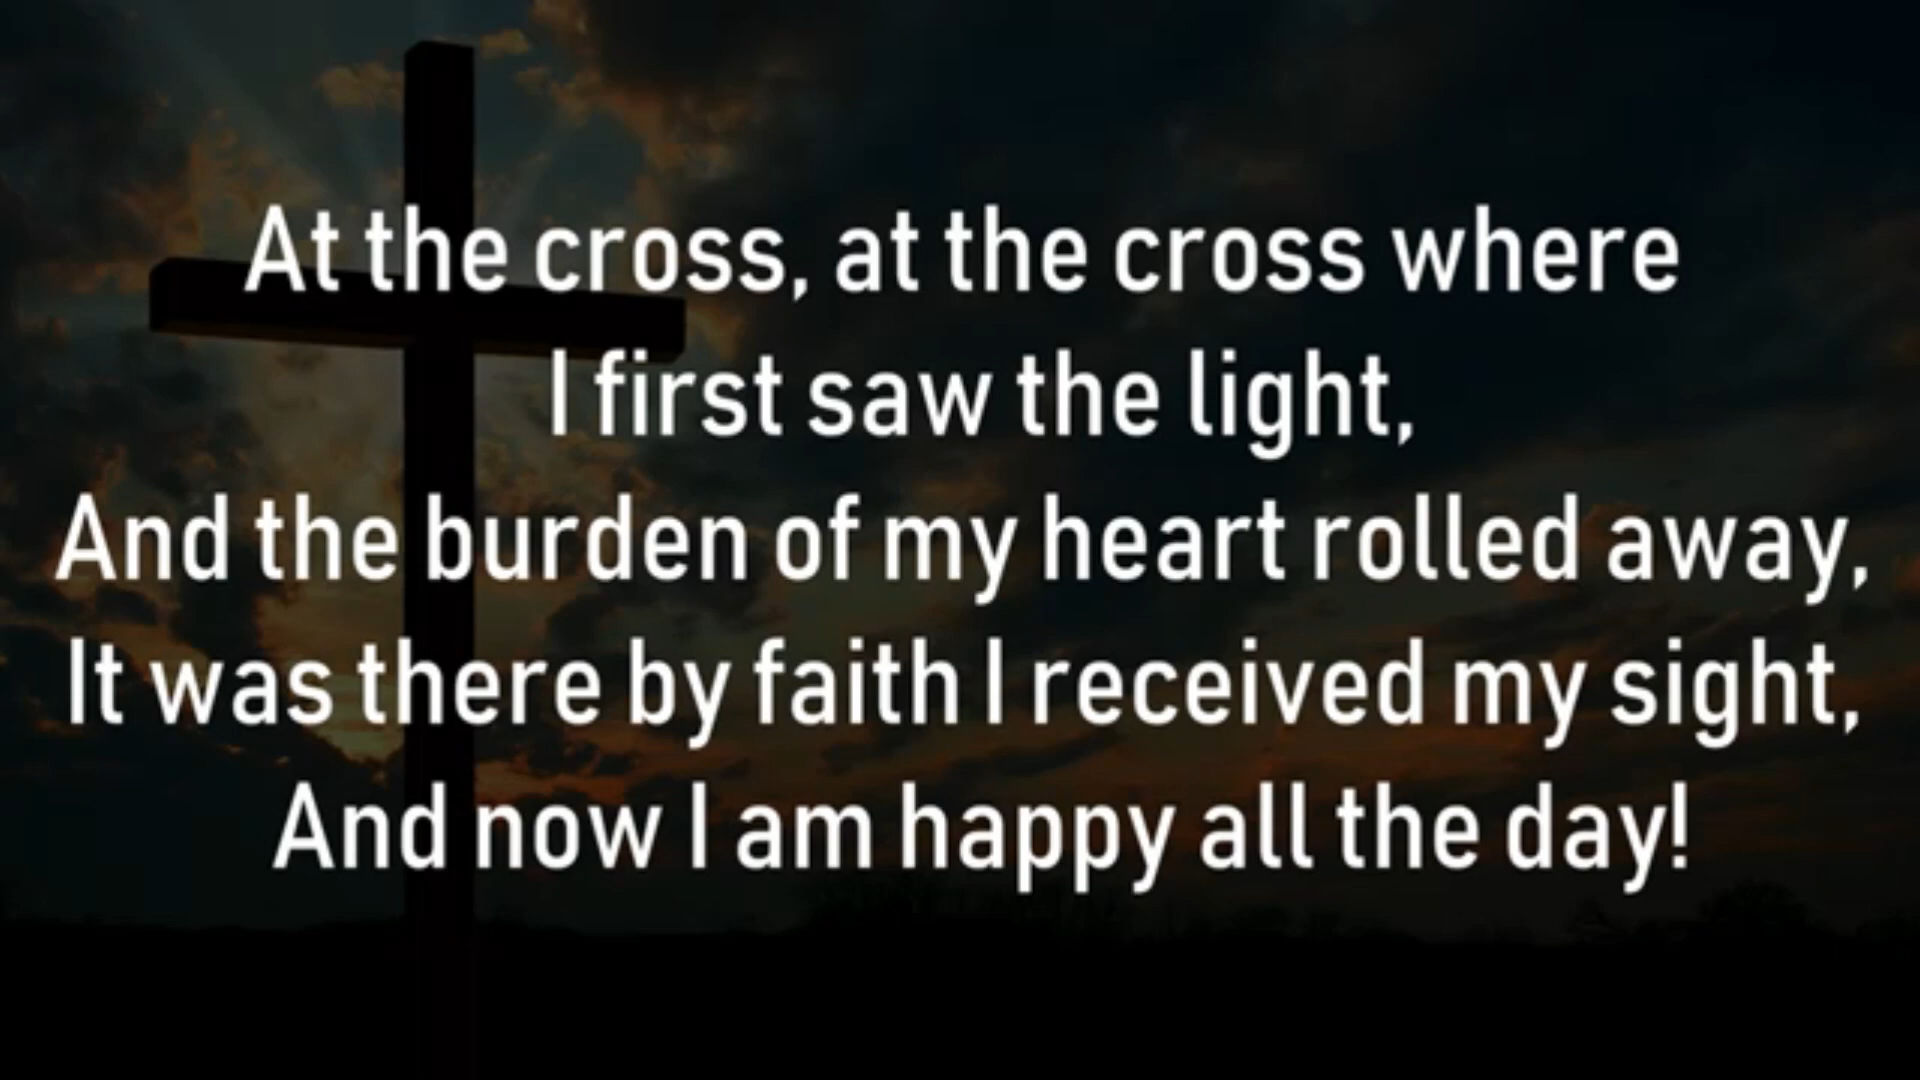 At the cross, at the cross where
I first saw the light,
And the burden of my heart rolled away,
It was there by faith I received my sight,
And now I am happy all the day!